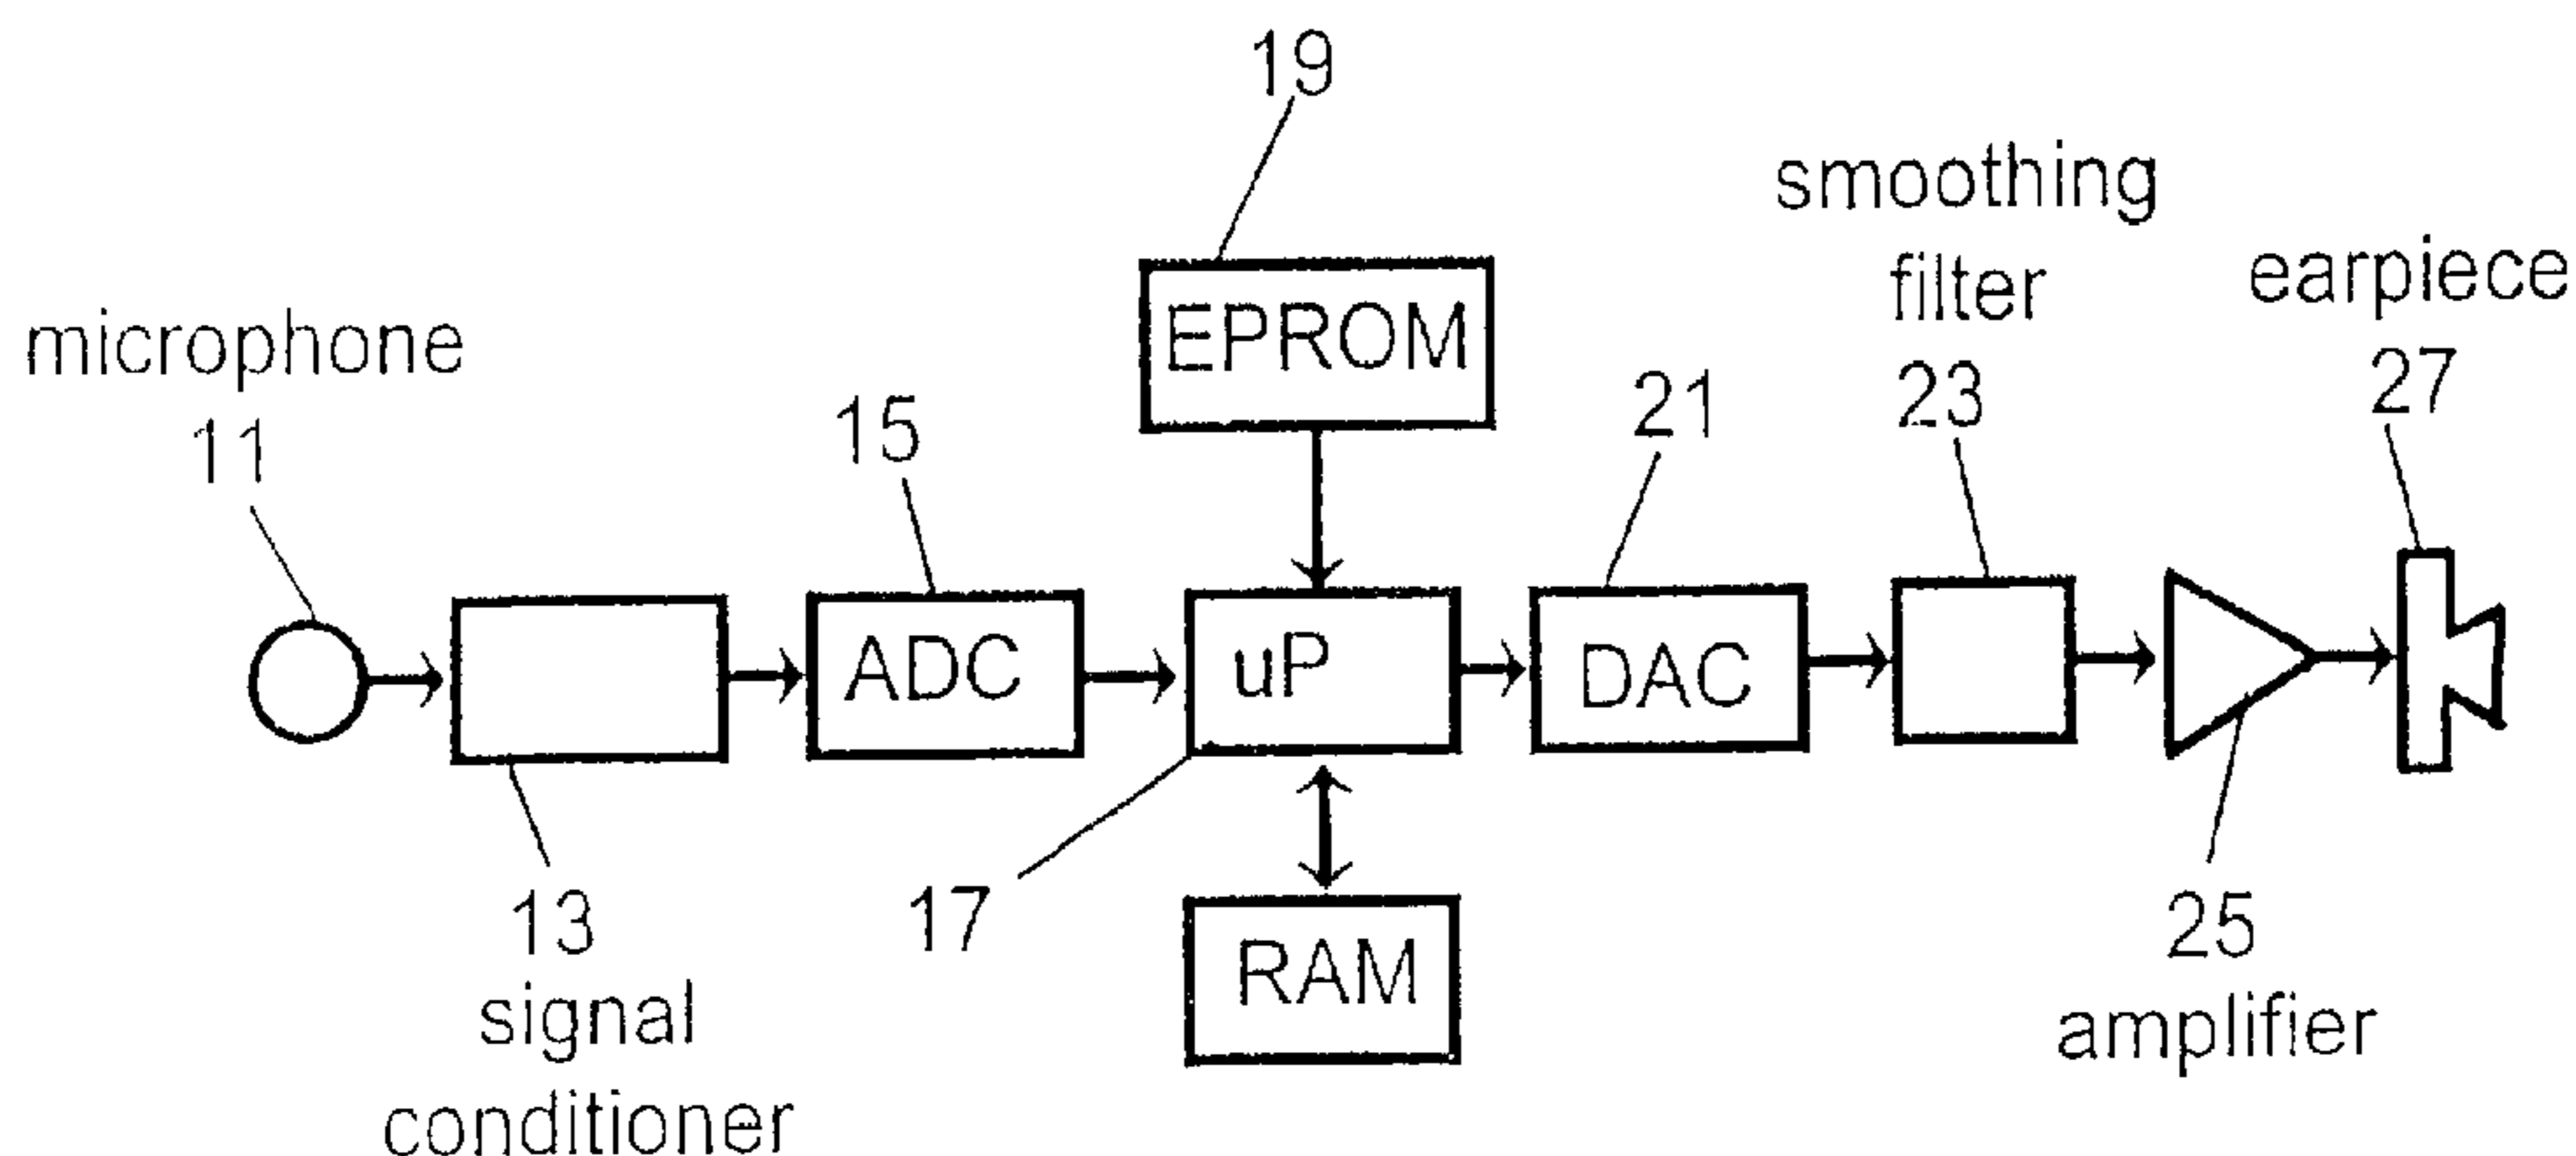 19
smoothing
filter
23
earpiece
27
microphone
11
EPROM
15
21
ADC
uP
DAC
13
signal
conditioner
17
RAM
25
amplifier